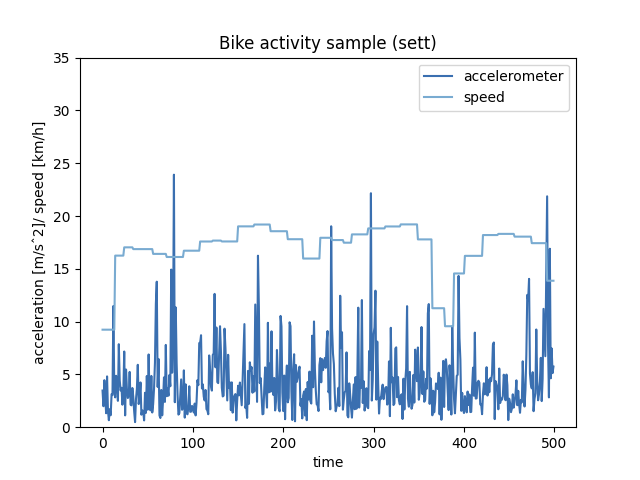 Bike activity sample (sett)
accelerometer
speed
acceleration [m/s^2]/ speed [km/h]
35
30
25
20
15
10
5
0
0 100 200 300 400 500
time